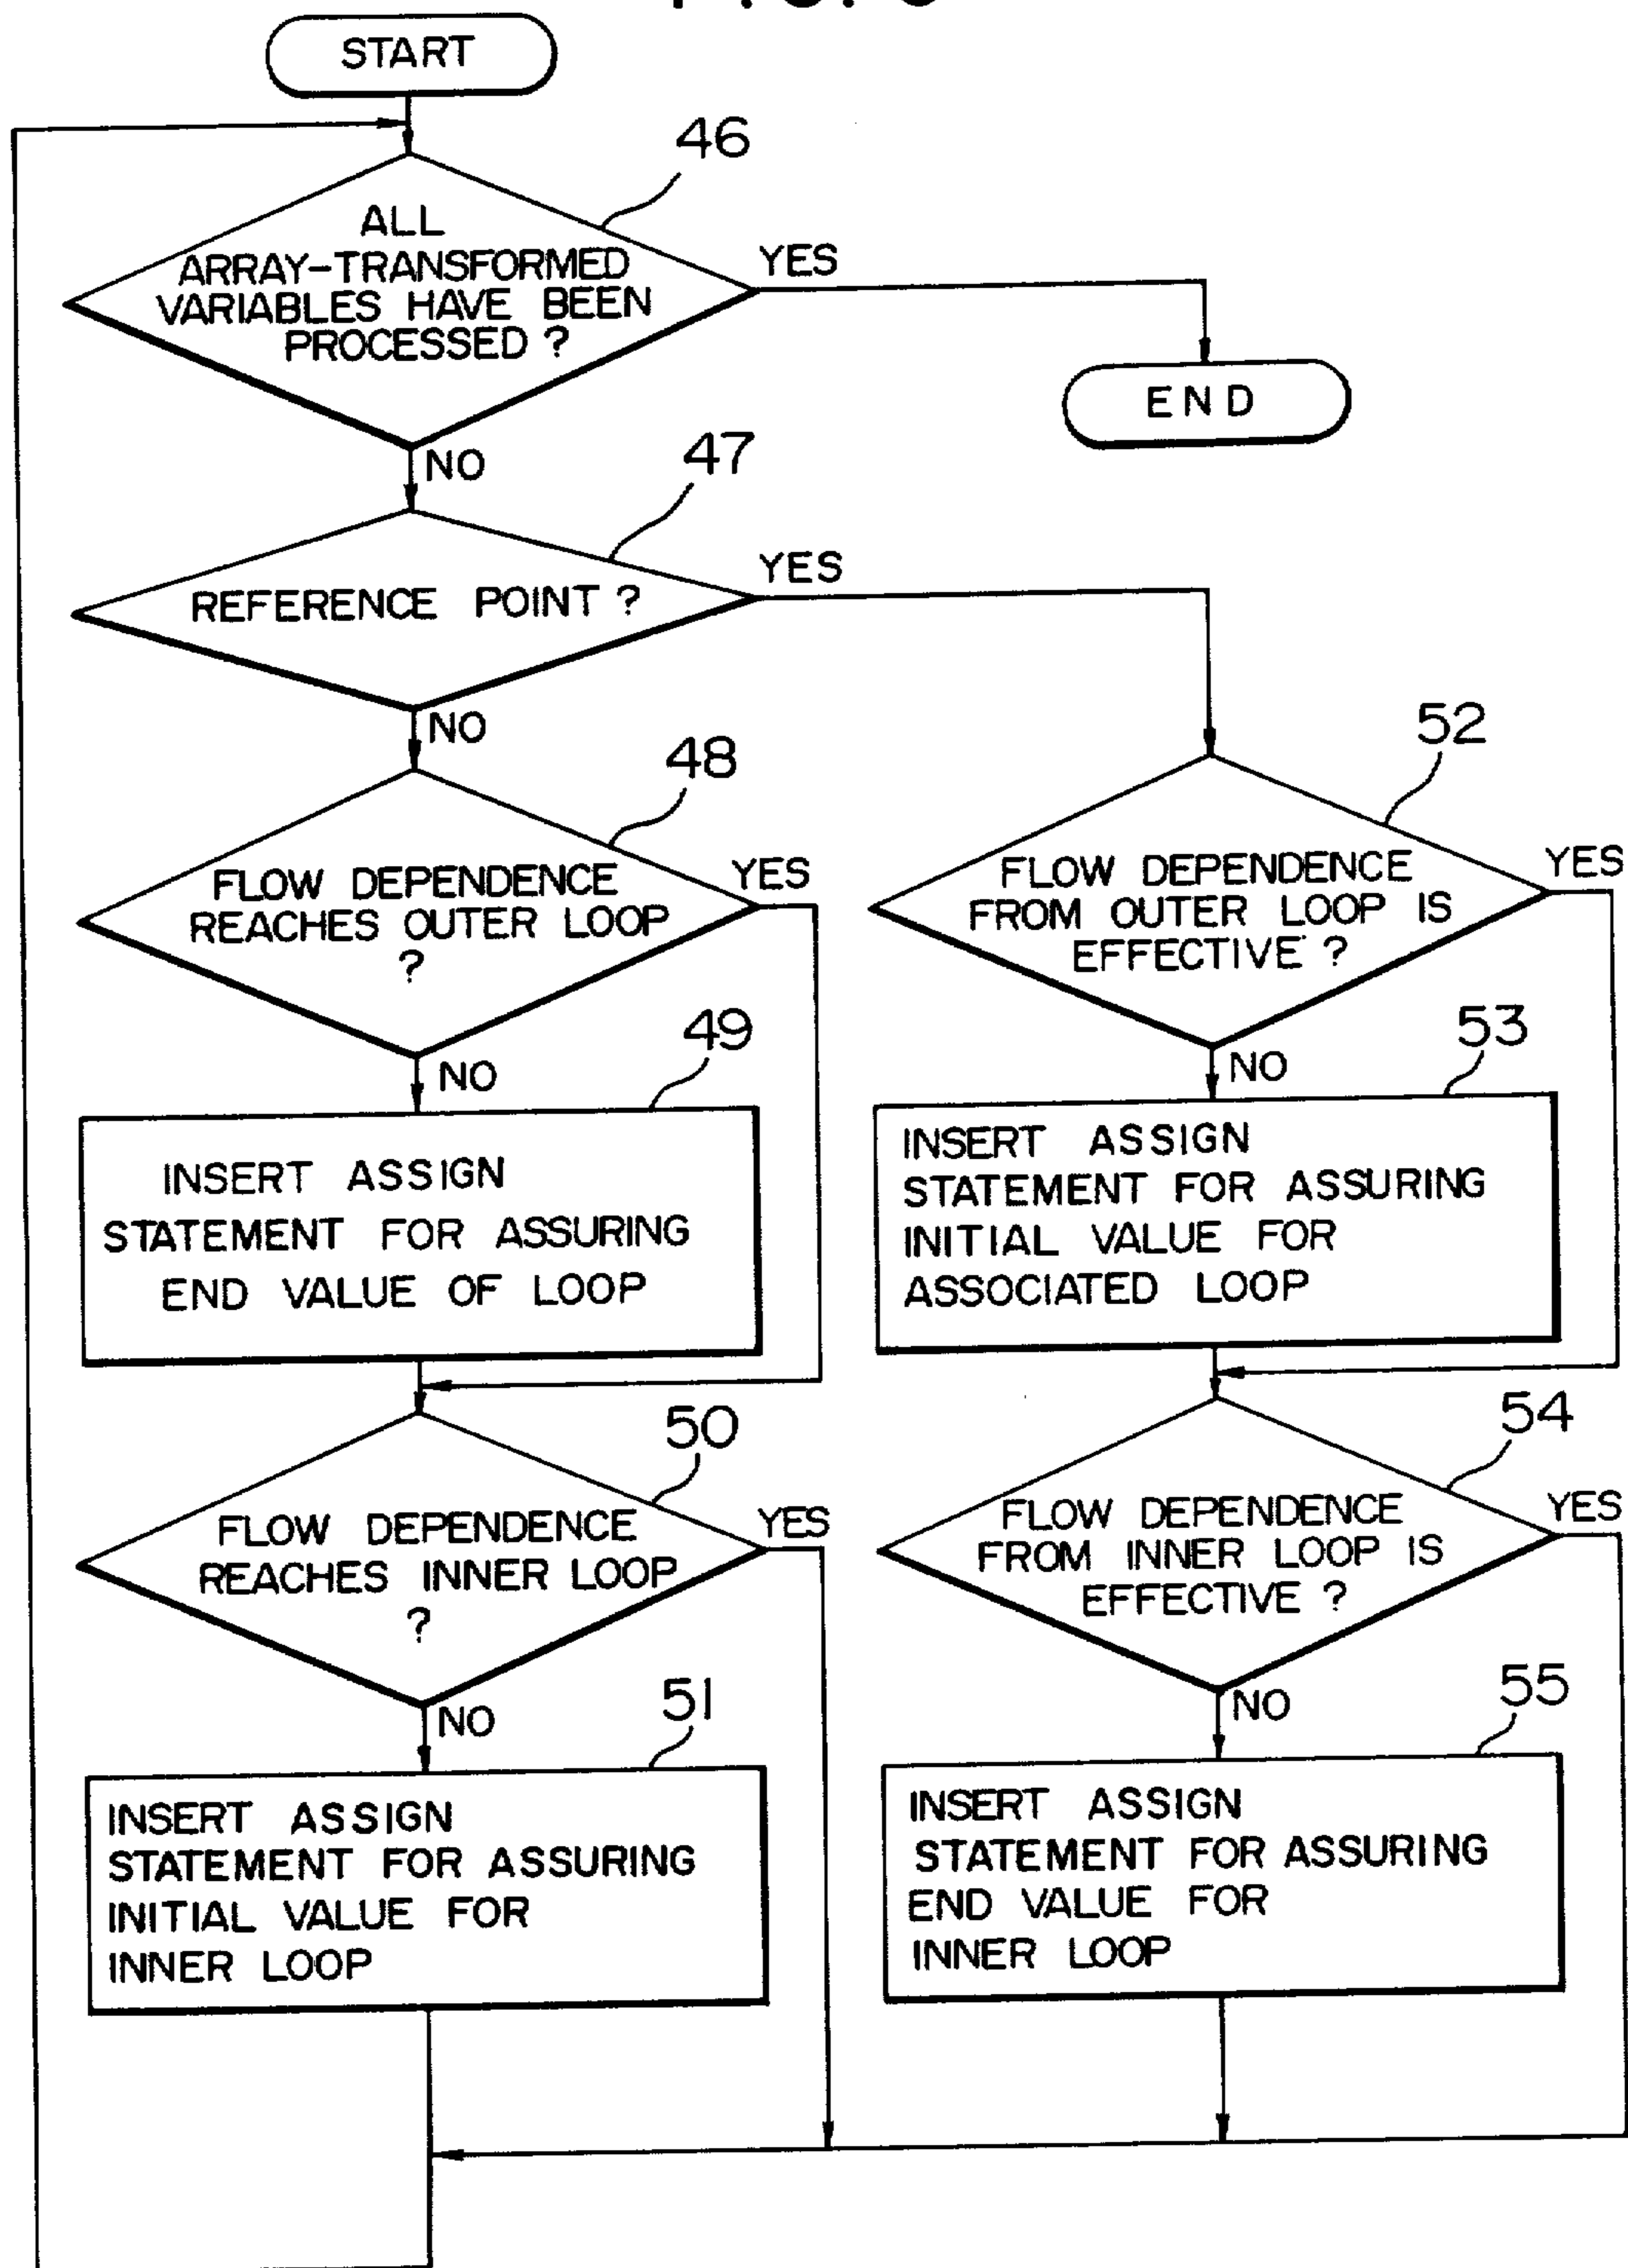 START
46
ALL
ARRAY-TRANSFORMED
VARIABLES HAVE BEEN
PROCESSED ?
YES
END
NO
47
REFERENCE POINT ?
YES
NO
48
FLOW DEPENDENCE
REACHES OUTER LOOP
?
YES
NO
52
FLOW DEPENDENCE
FROM OUTER LOOP IS
EFFECTIVE ?
YES
NO
49
INSERT ASSIGN
STATEMENT FOR ASSURING
END VALUE OF LOOP
53
INSERT ASSIGN
STATEMENT FOR ASSURING
INITIAL VALUE FOR
ASSOCIATED LOOP
50
FLOW DEPENDENCE
REACHES INNER LOOP
?
YES
NO
54
FLOW DEPENDENCE
FROM INNER LOOP IS
EFFECTIVE ?
YES
NO
51
INSERT ASSIGN
STATEMENT FOR ASSURING
INITIAL VALUE FOR
INNER LOOP
55
INSERT ASSIGN
STATEMENT FOR ASSURING
END VALUE FOR
INNER LOOP